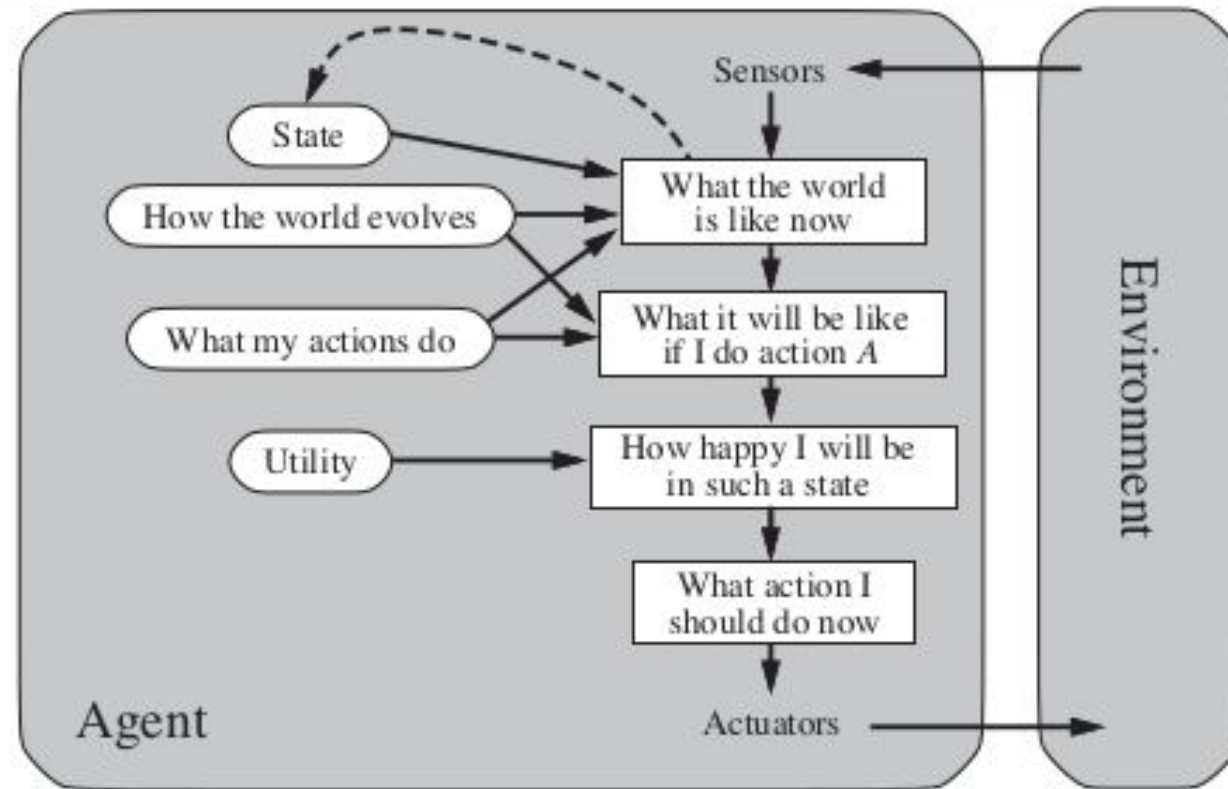 Sensors
State
What the world
is like now
How the world evolves
What my actions do
What it will be like
if I do action A
Utility
How happy I will be
in such a state
What action I
should do now
Agent
Actuators
Environment